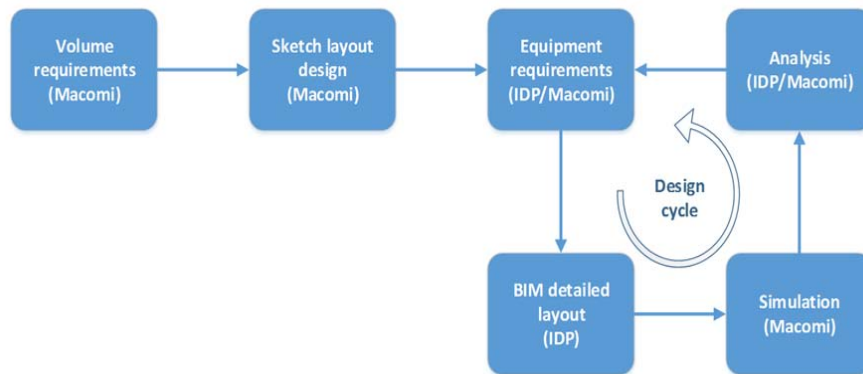 Volume
requirements
(Macomi)
Sketch layout
design
(Macomi)
Equipment
requirements
(IDP/Macomi)
Analysis
(IDP/Macomi)
Design
cycle
BIM detailed
layout
(IDP)
Simulation
(Macomi)